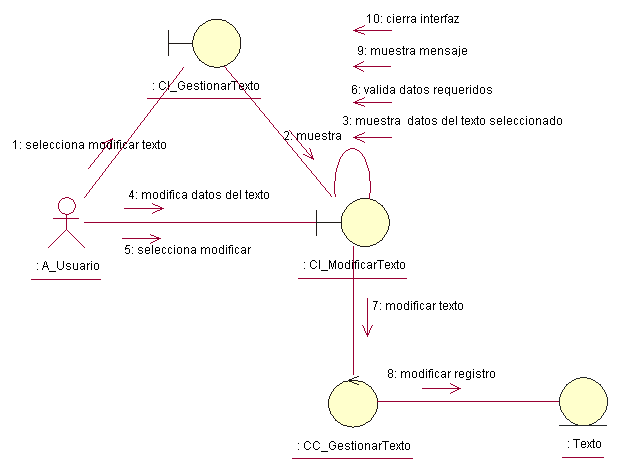 10: cierra interfaz
9: muestra mensaje
: CI_GestionarTexto
6: valida datos requeridos
3: muestra datos del texto seleccionado
2: muestra
1: selecciona modificar texto
4: modifica datos del texto
5: selecciona modificar
: A_Usuario
: CI_ModificarTexto
7: modificar texto
8: modificar registro
: CC_GestionarTexto
: Texto